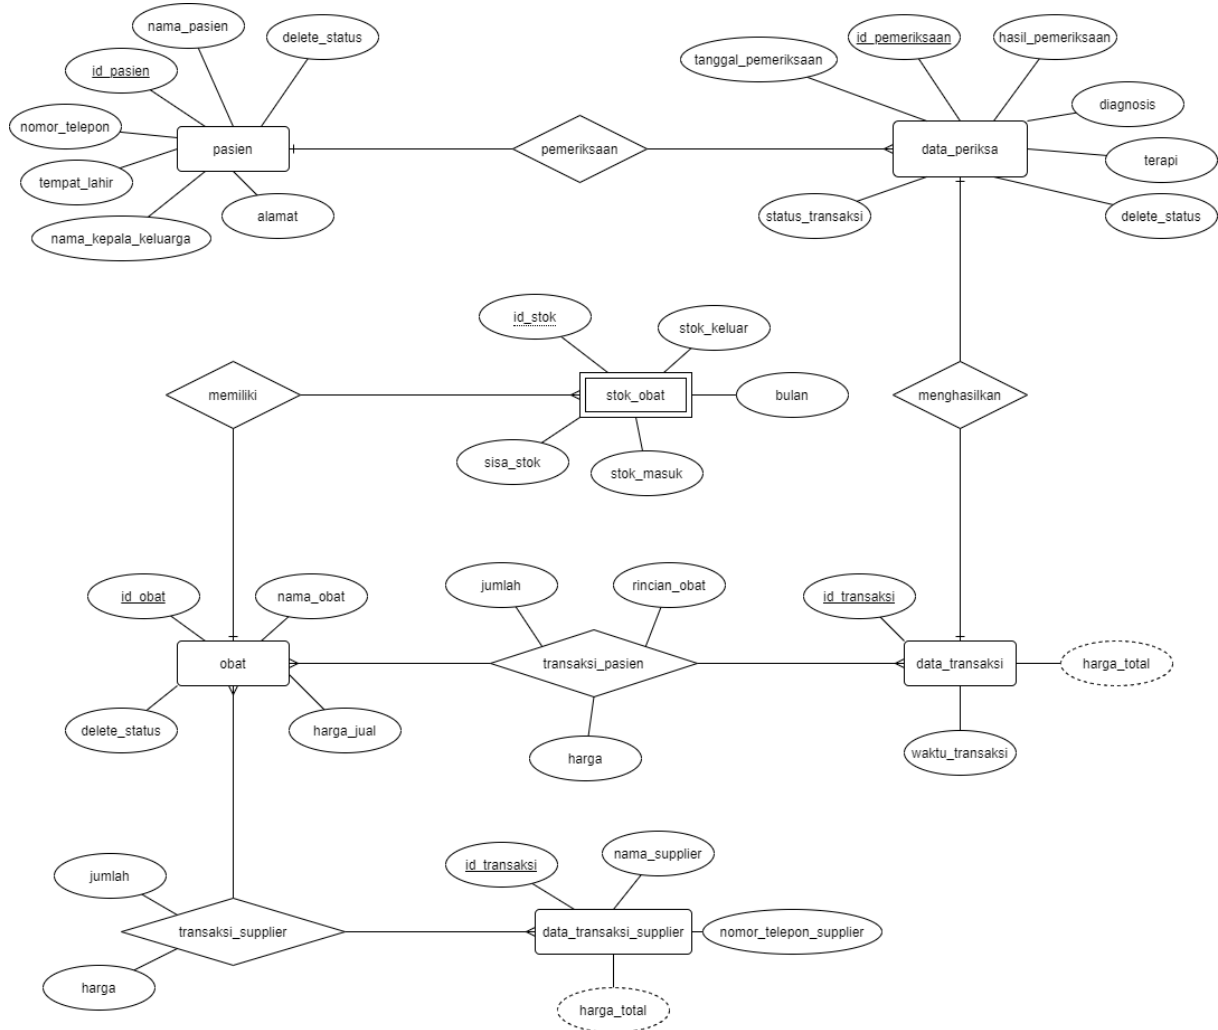 nama_pasien
delete_status
id_pasien
nomor_telepon
pasien
tempat_lahir
alamat
nama_kepala_keluarga
pemeriksaan
id_pemeriksaan
hasil_pemeriksaan
tanggal_pemeriksaan
diagnosis
data_periksa
terapi
status_transaksi
delete_status
id_stok
stok_keluar
memiliki
stok_obat
bulan
menghasilkan
sisa_stok
stok_masuk
id_obat
nama_obat
jumlah
rincian_obat
id_transaksi
obat
transaksi_pasien
data_transaksi
harga_total
delete_status
harga_jual
harga
waktu_transaksi
jumlah
id_transaksi
nama_supplier
transaksi_supplier
data_transaksi_supplier
nomor_telepon_supplier
harga
harga_total